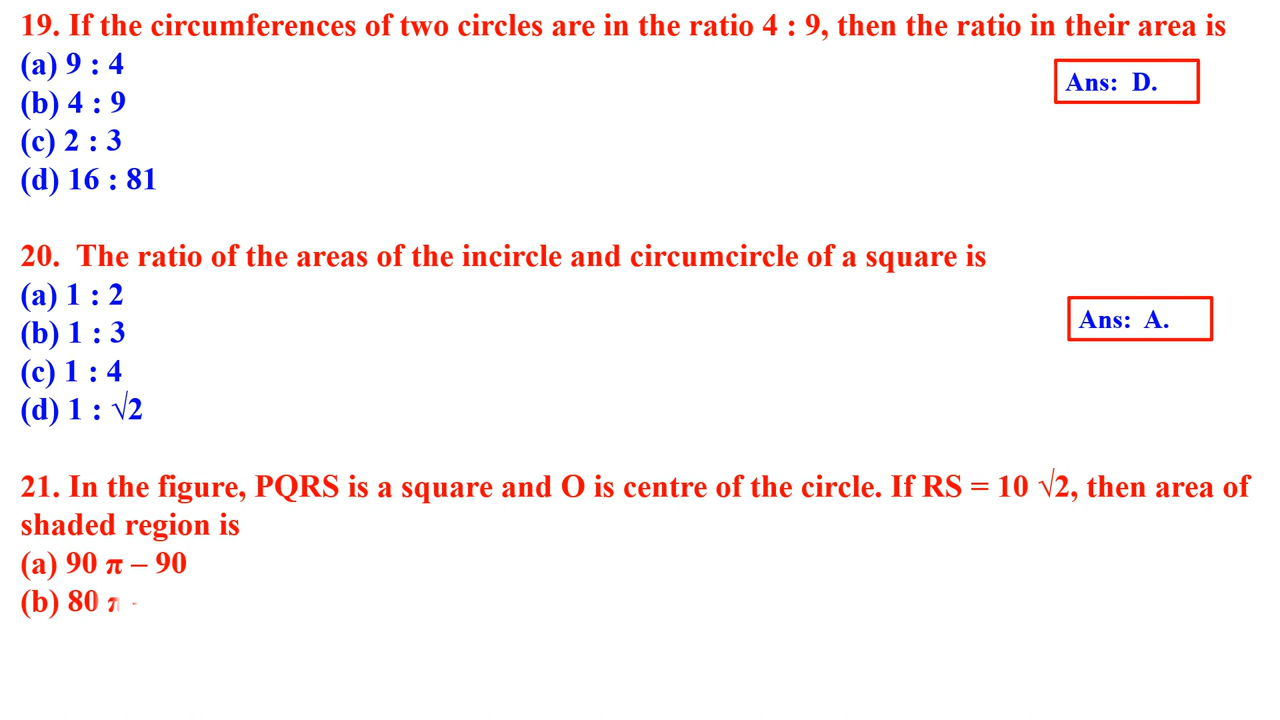 19. If the circumferences of two circles are in the ratio 4 : 9, then the ratio in their area is
(a) 9 : 4
Ans: D.
(b) 4 : 9
(c) 2 : 3
(d) 16 : 81
20. The ratio of the areas of the incircle and circumcircle of a square is
(a) 1 : 2
Ans: A.
(b) 1 : 3
(c) 1 : 4
(d) 1 : √2
21. In the figure, PQRS is a square and O is centre of the circle. If RS = 10 √2, then area of
shaded region is
(a) 90 π – 90
(b) 80